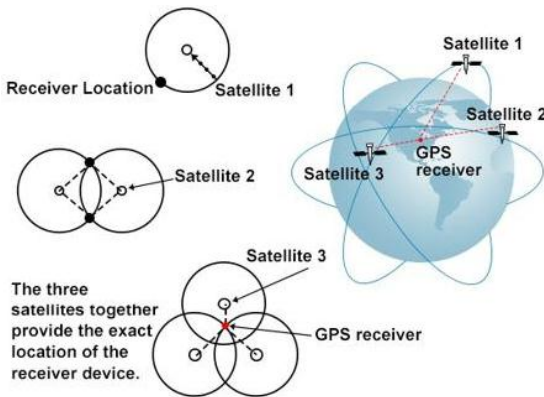 Receiver Location
Satellite 1
Satellite 2
Satellite 3
GPS receiver
The three
satellites together
provide the exact
location of the
receiver device.
Satellite 1
Satellite 2
Satellite 3
GPS
receiver